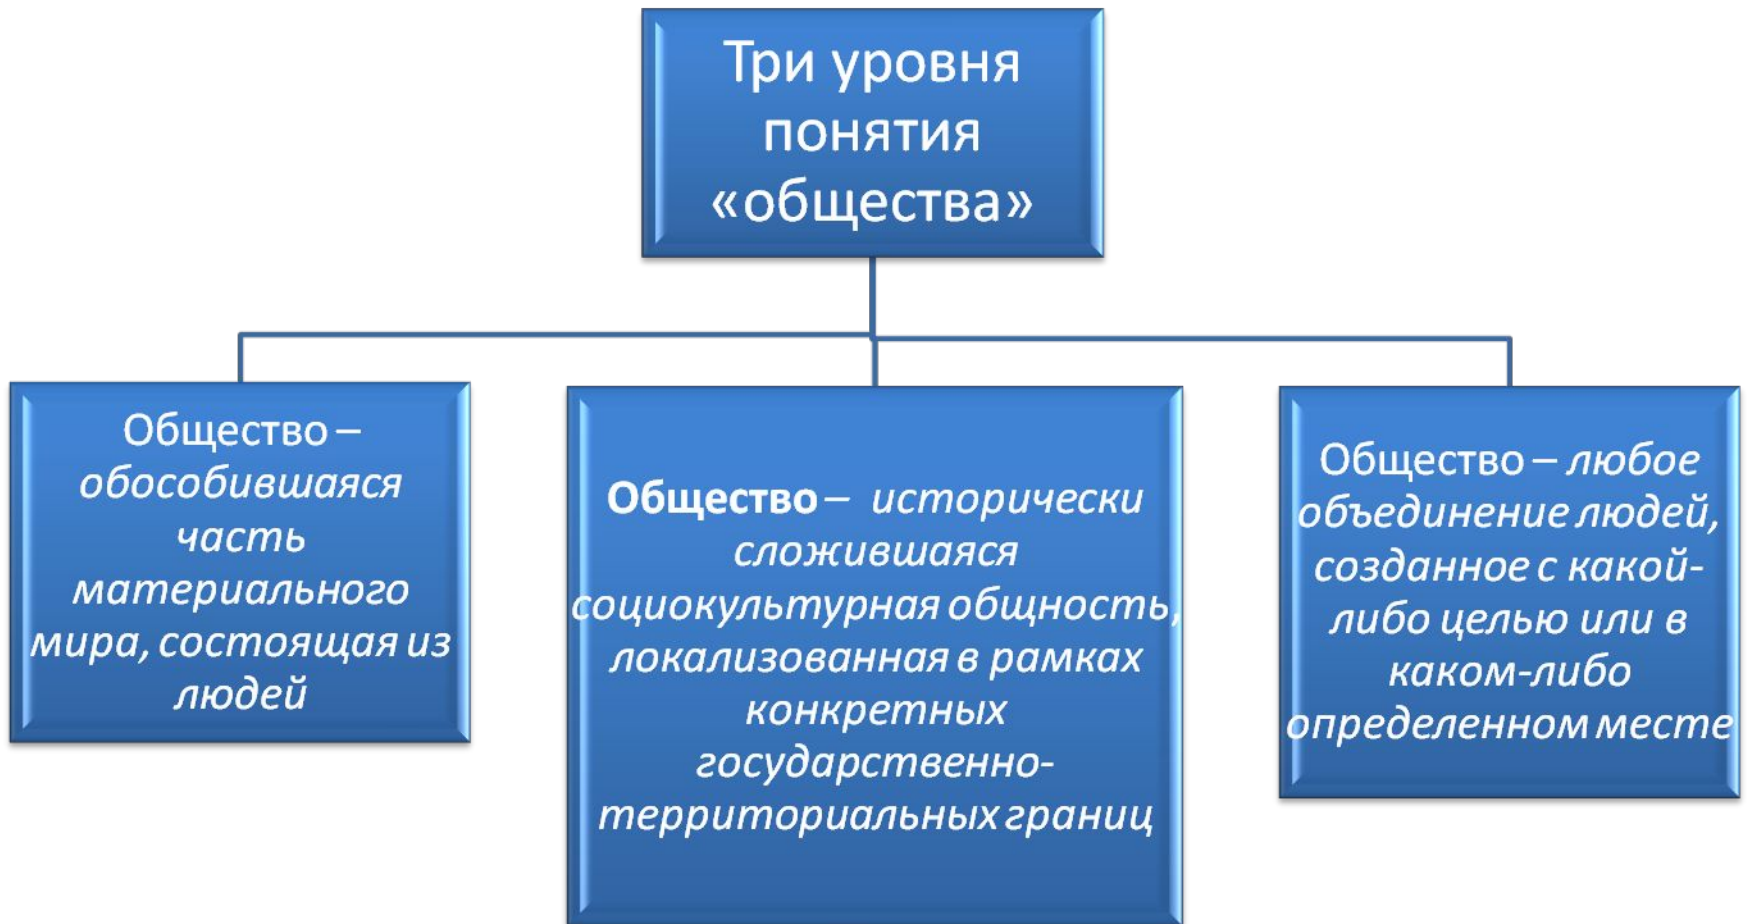 Три уровня
понятия
«общества»
Общество –
обособившаяся
часть
материального
мира, состоящая из
людей
Общество – исторически
сложившаяся
социокультурная общность,
локализованная в рамках
конкретных
государственно-
территориальных границ
Общество – любое
объединение людей,
созданное с какой-
либо целью или в
каком-либо
определенном месте